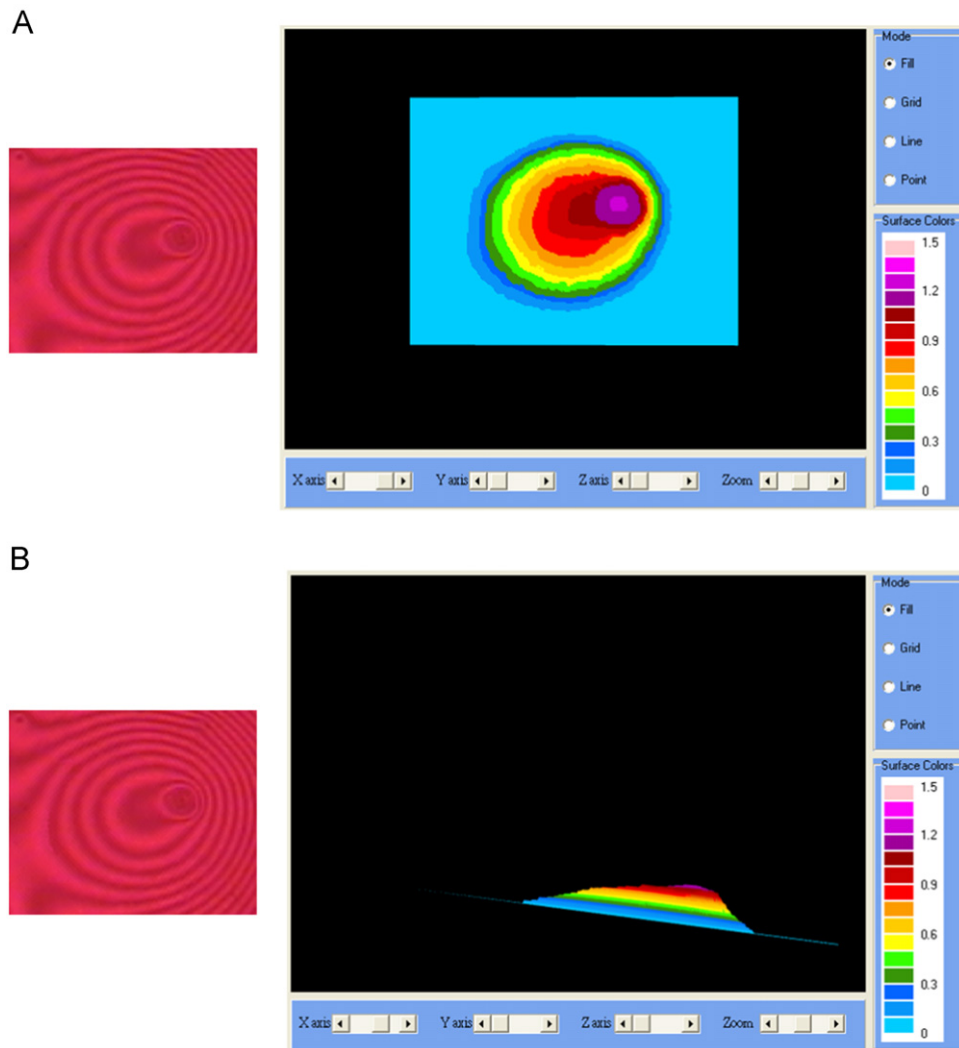 A
Mode
Fill
Grid
Line
Point
Surface Colors
1.5
1.2
0.9
0.6
0.3
0
X axis Y axis Z axis Zoom
B
Mode
Fill
Grid
Line
Point
Surface Colors
1.5
1.2
0.9
0.6
0.3
0
X axis Y axis Z axis Zoom